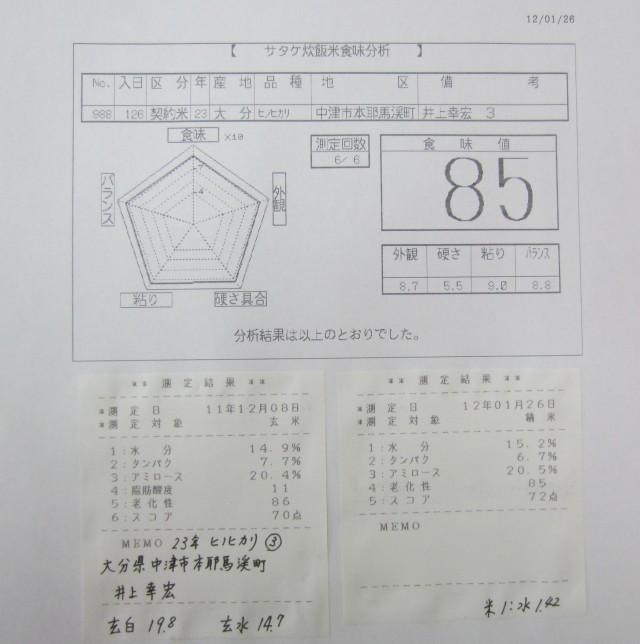 12/01/26
【 サタケ炊飯米食味分析 】
No. 入日 区分 年 産地 品種 地区 備考
988 126 契約米 23 大分 ヒノヒカリ 中津市本耶馬溪町 井上幸宏 3
食味 ×10
バランス
外観
粘り
硬さ具合
測定回数
6/ 6
食味値
85
外観 硬さ 粘り バランス
8.7 5.5 9.0 8.8
分析結果は以上のとおりでした。
** 測定結果 **
*測定日 11年12月08日
*測定対象 玄米
1:水分 14.9%
2:タンパク 7.7%
3:アミロース 20.4%
4:脂肪酸度 11
5:老化性 86
6:スコア 70点
MEMO 23年 ヒノヒカリ ③
大分県中津市本耶馬溪町
井上幸宏
玄白 19.8 玄水 14.7
** 測定結果 **
*測定日 12年01月26日
*測定対象 精米
1:水分 15.2%
2:タンパク 6.7%
3:アミロース 20.5%
4:老化性 85
5:スコア 72点
MEMO
米1:水1.42